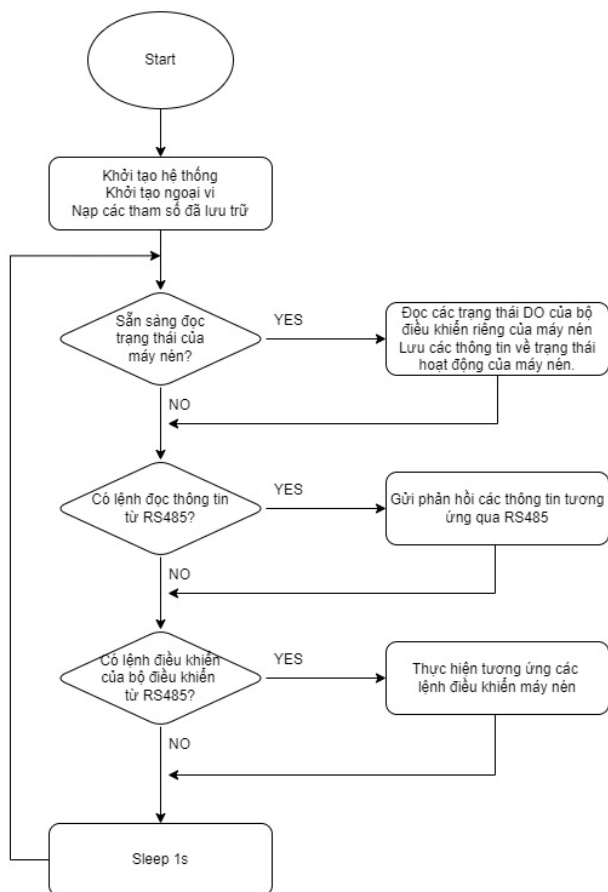 Start
Khởi tạo hệ thống
Khởi tạo ngoại vi
Nạp các tham số đã lưu trữ
Sẵn sàng đọc
trạng thái của
máy nén?
YES
Đọc các trạng thái DO của bộ
điều khiển riêng của máy nén
Lưu các thông tin về trạng thái
hoạt động của máy nén.
NO
Có lệnh đọc thông tin
từ RS485?
YES
Gửi phản hồi các thông tin tương
ứng qua RS485
NO
Có lệnh điều khiển
của bộ điều khiển
từ RS485?
YES
Thực hiện tương ứng các
lệnh điều khiển máy nén
NO
Sleep 1s